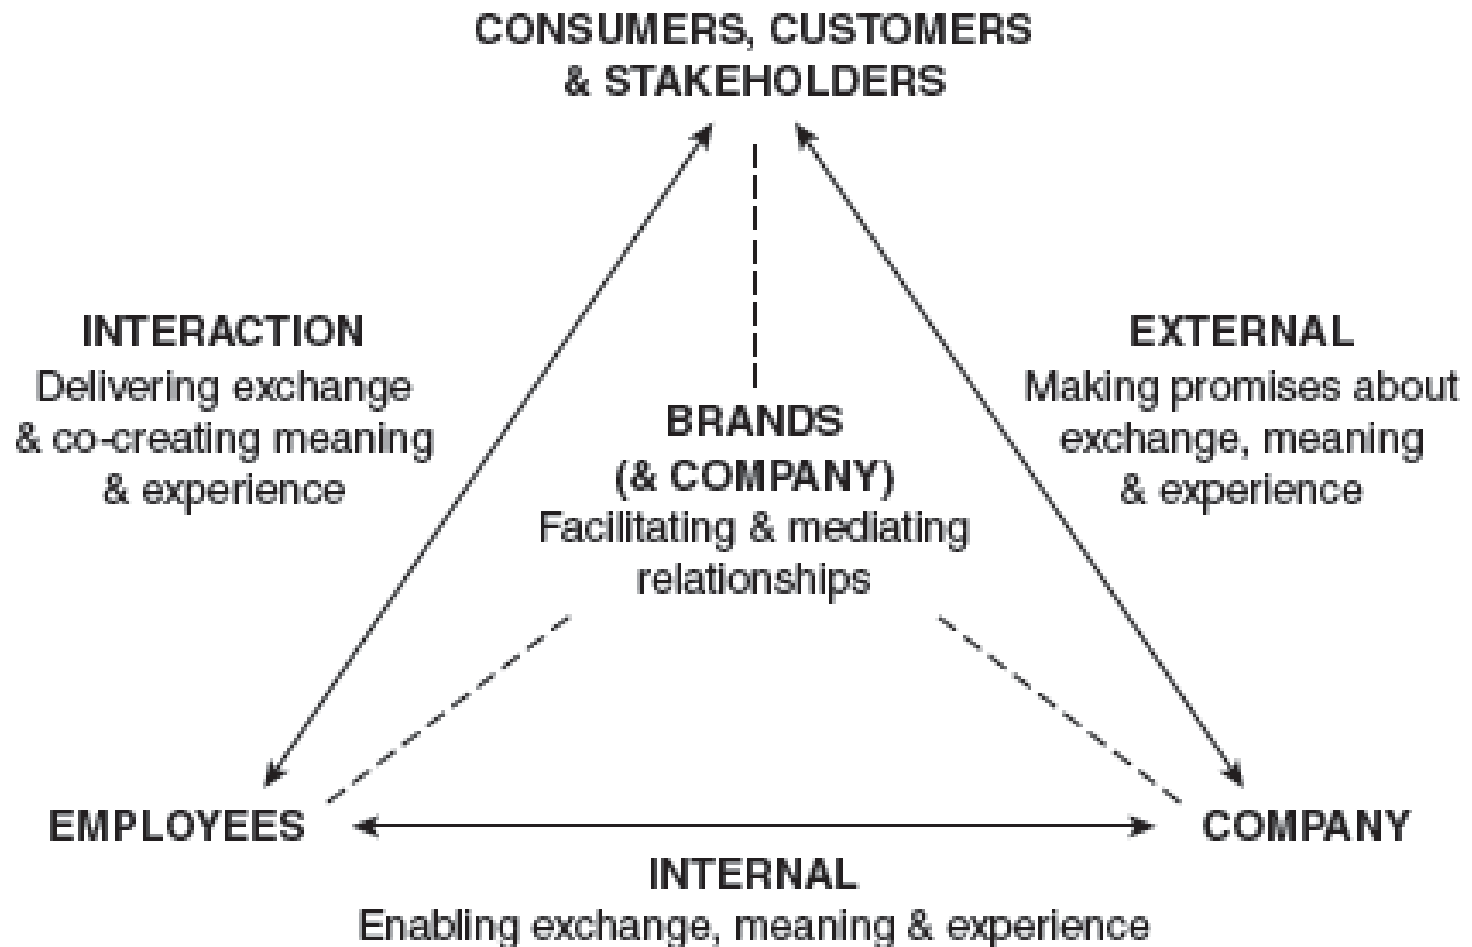 CONSUMERS, CUSTOMERS
& STAKEHOLDERS
INTERACTION
Delivering exchange
& co-creating meaning
& experience
EXTERNAL
Making promises about
exchange, meaning
& experience
BRANDS
(& COMPANY)
Facilitating & mediating
relationships
EMPLOYEES
COMPANY
INTERNAL
Enabling exchange, meaning & experience